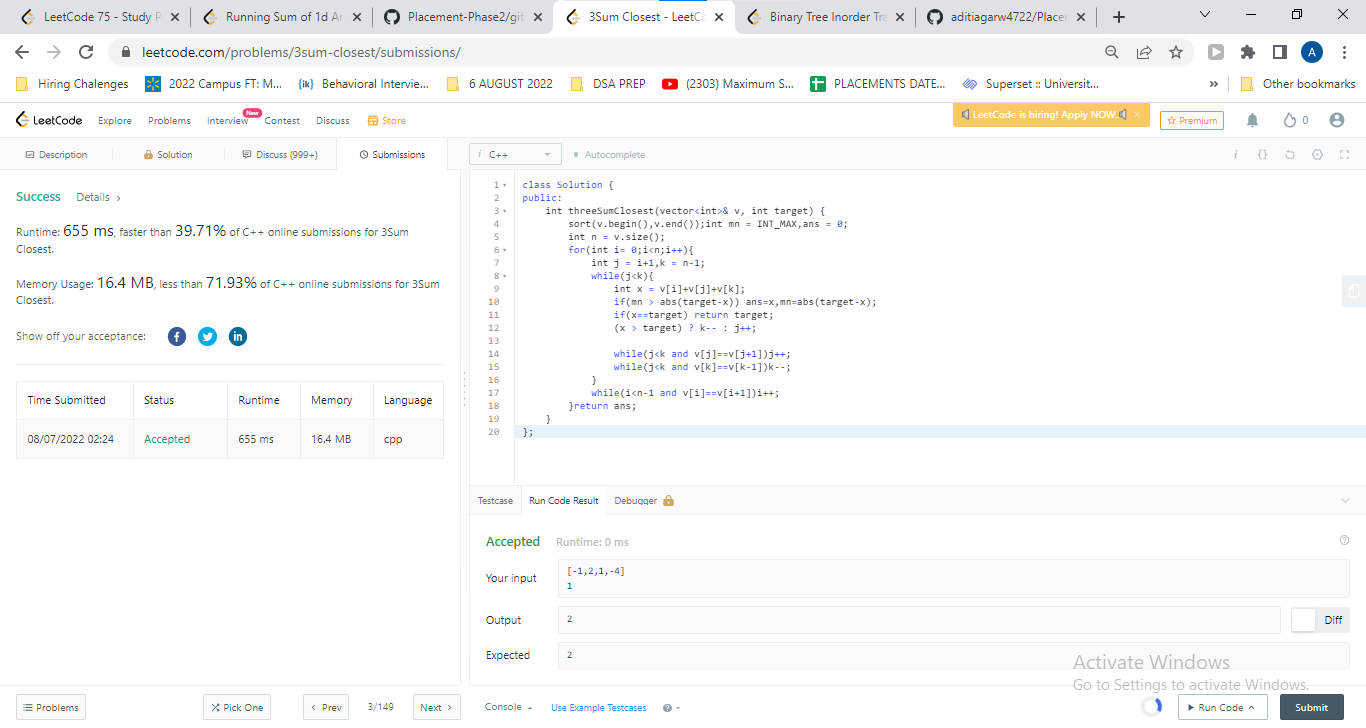 LeetCode 75 - Study P
Running Sum of 1d Ar
Placement-Phase2/git
3Sum Closest - LeetCo
Binary Tree Inorder Tra
aditiagarw4722/Placem
leetcode.com/problems/3sum-closest/submissions/
A
Hiring Chalenges
2022 Campus FT: M...
{ik} Behavioral Intervie...
6 AUGUST 2022
DSA PREP
(2303) Maximum S...
PLACEMENTS DATE...
Superset :: Universit...
»
Other bookmarks
LeetCode
Explore
Problems
Interview
New
Contest
Discuss
Store
LeetCode is hiring! Apply NOW.
Premium
0
Description
Solution
Discuss (999+)
Submissions
i C++
Autocomplete
i {}
Success Details >
Runtime: 655 ms, faster than 39.71% of C++ online submissions for 3Sum
Closest.
Memory Usage: 16.4 MB, less than 71.93% of C++ online submissions for 3Sum
Closest.
Show off your acceptance:
Time Submitted Status Runtime Memory Language
08/07/2022 02:24 Accepted 655 ms 16.4 MB cpp
1 class Solution {
2 public:
3 int threeSumClosest(vector<int>& v, int target) {
4 sort(v.begin(),v.end());int mn = INT_MAX,ans = 0;
5 int n = v.size();
6 for(int i= 0;i<n;i++){
7 int j = i+1,k = n-1;
8 while(j<k){
9 int x = v[i]+v[j]+v[k];
10 if(mn > abs(target-x)) ans=x,mn=abs(target-x);
11 if(x==target) return target;
12 (x > target) ? k-- : j++;
13
14 while(j<k and v[j]==v[j+1])j++;
15 while(j<k and v[k]==v[k-1])k--;
16 }
17 while(i<n-1 and v[i]==v[i+1])i++;
18 }return ans;
19 }
20 };
Testcase
Run Code Result
Debugger
Accepted Runtime: 0 ms
Your input
[-1,2,1,-4]
1
Output
2
Diff
Expected
2
Activate Windows
Go to Settings to activate Windows.
Problems
Pick One
< Prev
3/149
Next >
Console
Use Example Testcases
Run Code
Submit